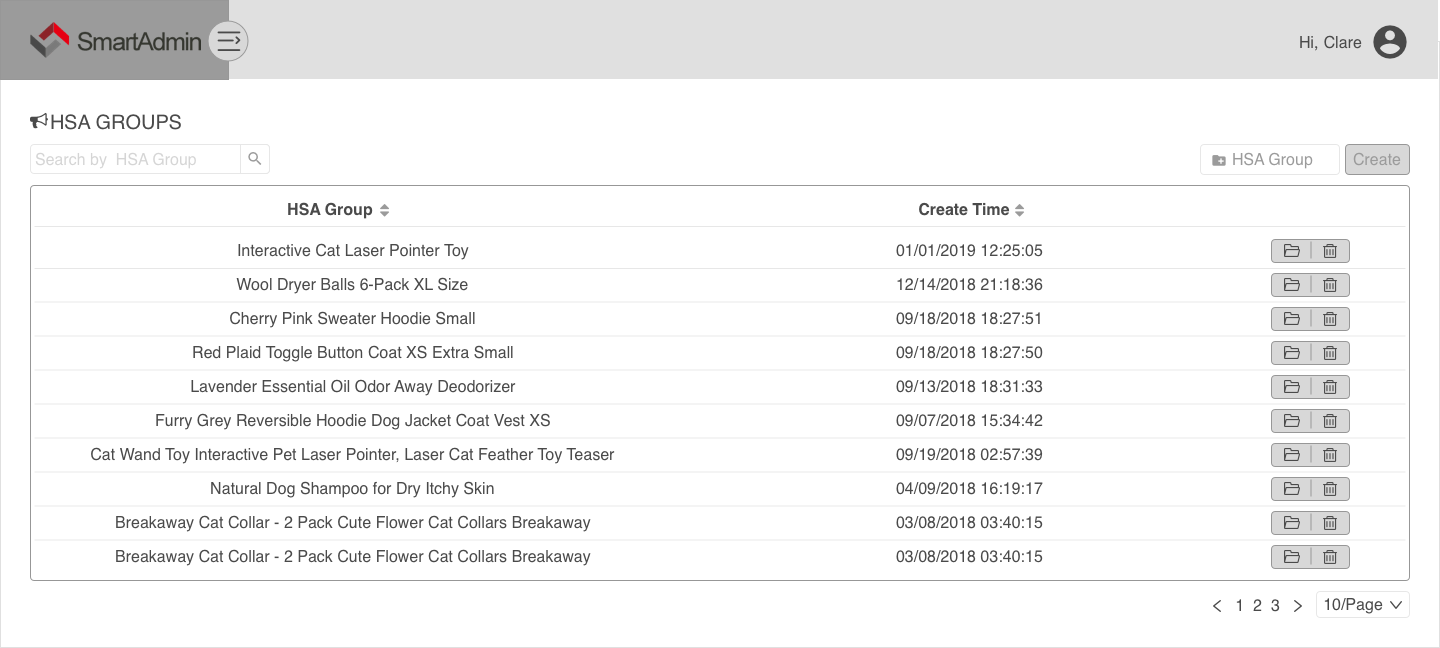 SmartAdmin
Hi, Clare
HSA GROUPS
Search by HSA Group
HSA Group
Create
HSA Group Create Time
Interactive Cat Laser Pointer Toy 01/01/2019 12:25:05
Wool Dryer Balls 6-Pack XL Size 12/14/2018 21:18:36
Cherry Pink Sweater Hoodie Small 09/18/2018 18:27:51
Red Plaid Toggle Button Coat XS Extra Small 09/18/2018 18:27:50
Lavender Essential Oil Odor Away Deodorizer 09/13/2018 18:31:33
Furry Grey Reversible Hoodie Dog Jacket Coat Vest XS 09/07/2018 15:34:42
Cat Wand Toy Interactive Pet Laser Pointer, Laser Cat Feather Toy Teaser 09/19/2018 02:57:39
Natural Dog Shampoo for Dry Itchy Skin 04/09/2018 16:19:17
Breakaway Cat Collar - 2 Pack Cute Flower Cat Collars Breakaway 03/08/2018 03:40:15
Breakaway Cat Collar - 2 Pack Cute Flower Cat Collars Breakaway 03/08/2018 03:40:15
1 2 3 10/Page